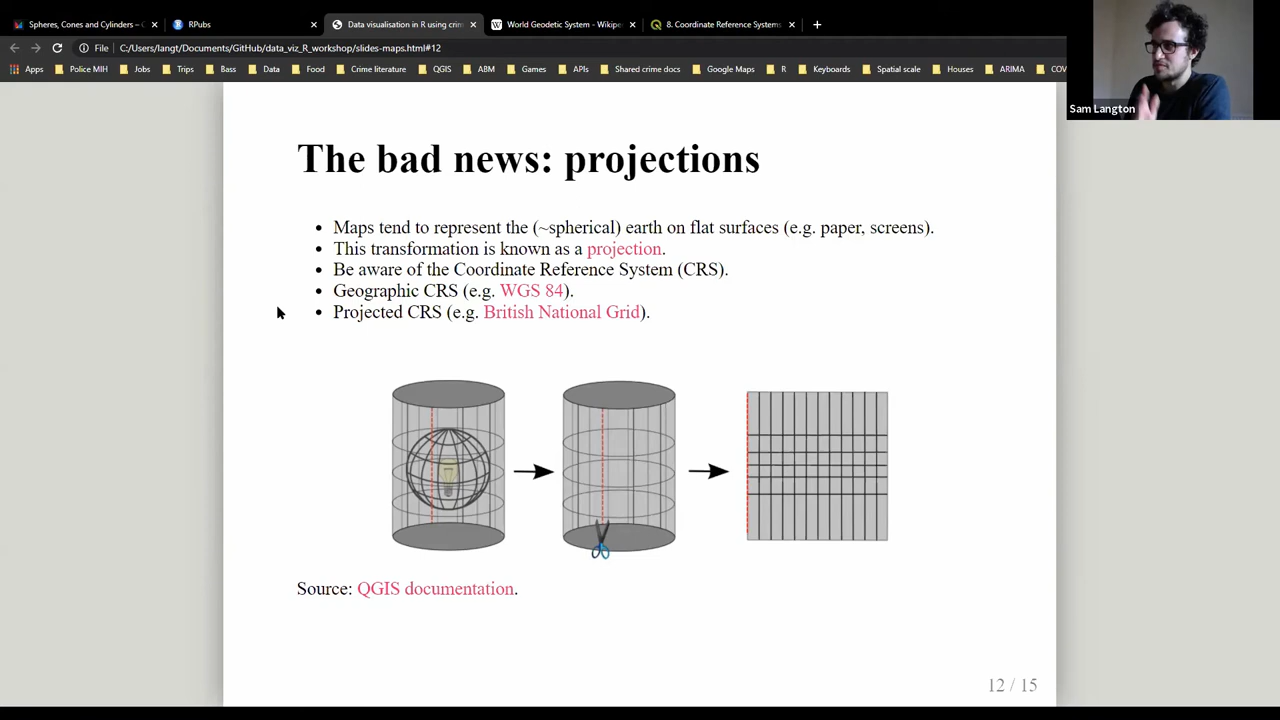 Spheres, Cones and Cylinders – C
RPubs
Data visualisation in R using crim
World Geodetic System - Wikipe
8. Coordinate Reference Systems
File
C:/Users/langt/Documents/GitHub/data_viz_R_workshop/slides-maps.html#12
Apps Police MIH Jobs Trips Bass Data Food Crime literature QGIS ABM Games APIs Shared crime docs Google Maps R Keyboards Spatial scale Houses ARIMA COV
Sam Langton
The bad news: projections
• Maps tend to represent the (~spherical) earth on flat surfaces (e.g. paper, screens).
• This transformation is known as a projection.
• Be aware of the Coordinate Reference System (CRS).
• Geographic CRS (e.g. WGS 84).
• Projected CRS (e.g. British National Grid).
Source: QGIS documentation.
12 / 15